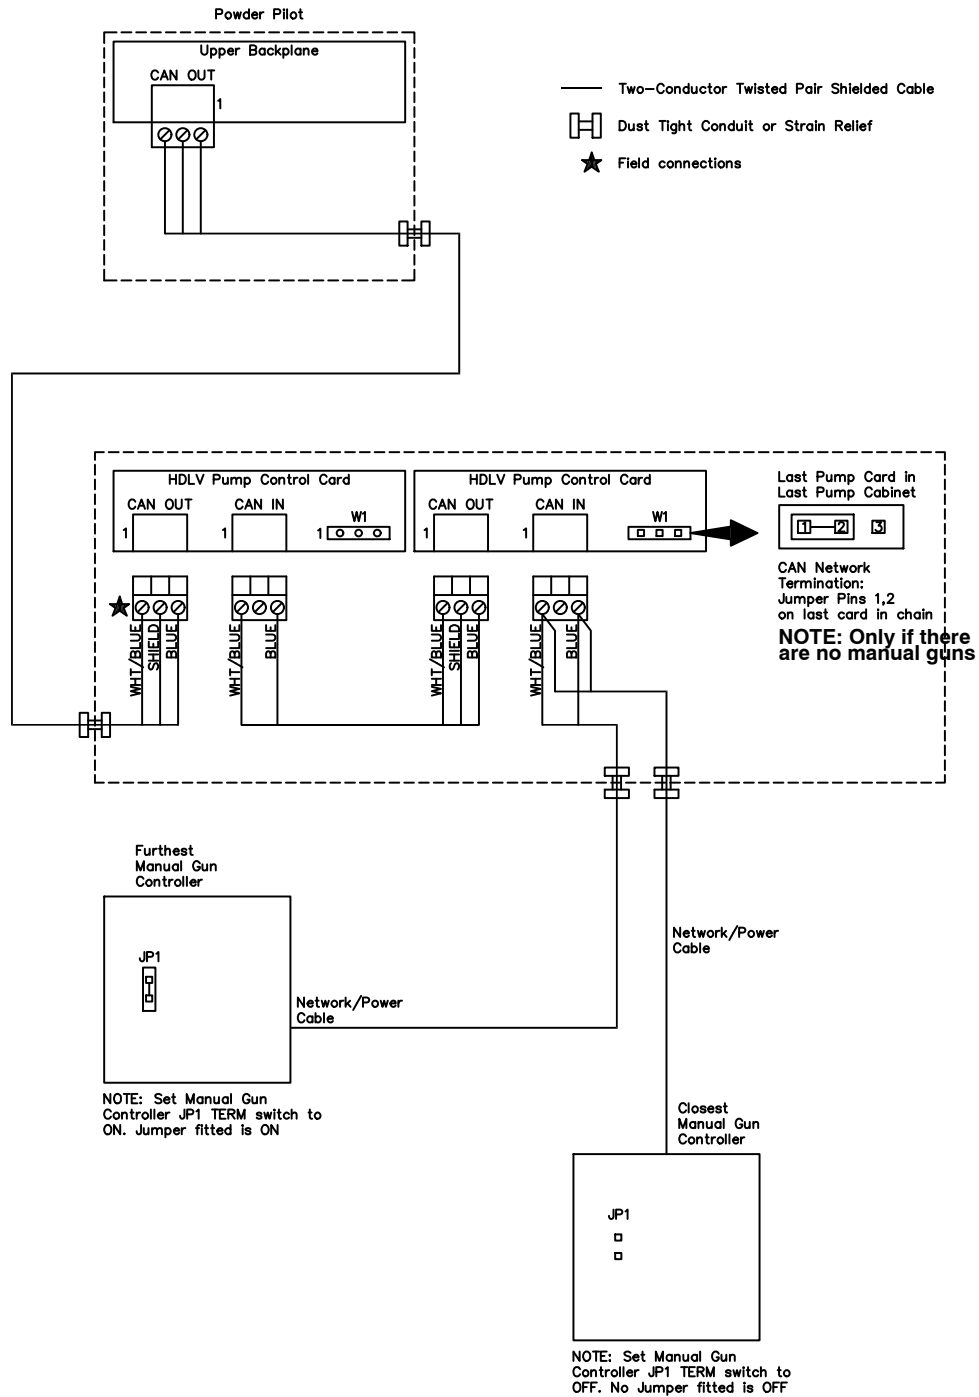 Powder Pilot
Upper Backplane
CAN OUT
1
Two-Conductor Twisted Pair Shielded Cable
Dust Tight Conduit or Strain Relief
Field connections
HDLV Pump Control Card
CAN OUT
CAN IN
W1
1
1
1
HDLV Pump Control Card
CAN OUT
CAN IN
W1
1
1
Last Pump Card in
Last Pump Cabinet
1 2 3
CAN Network
Termination:
Jumper Pins 1,2
on last card in chain
NOTE: Only if there
are no manual guns
WHT/BLUE
SHIELD
BLUE
WHT/BLUE
BLUE
WHT/BLUE
SHIELD
BLUE
WHT/BLUE
BLUE
Furthest
Manual Gun
Controller
JP1
Network/Power
Cable
NOTE: Set Manual Gun
Controller JP1 TERM switch to
ON. Jumper fitted is ON
Network/Power
Cable
Closest
Manual Gun
Controller
JP1
NOTE: Set Manual Gun
Controller JP1 TERM switch to
OFF. No Jumper fitted is OFF